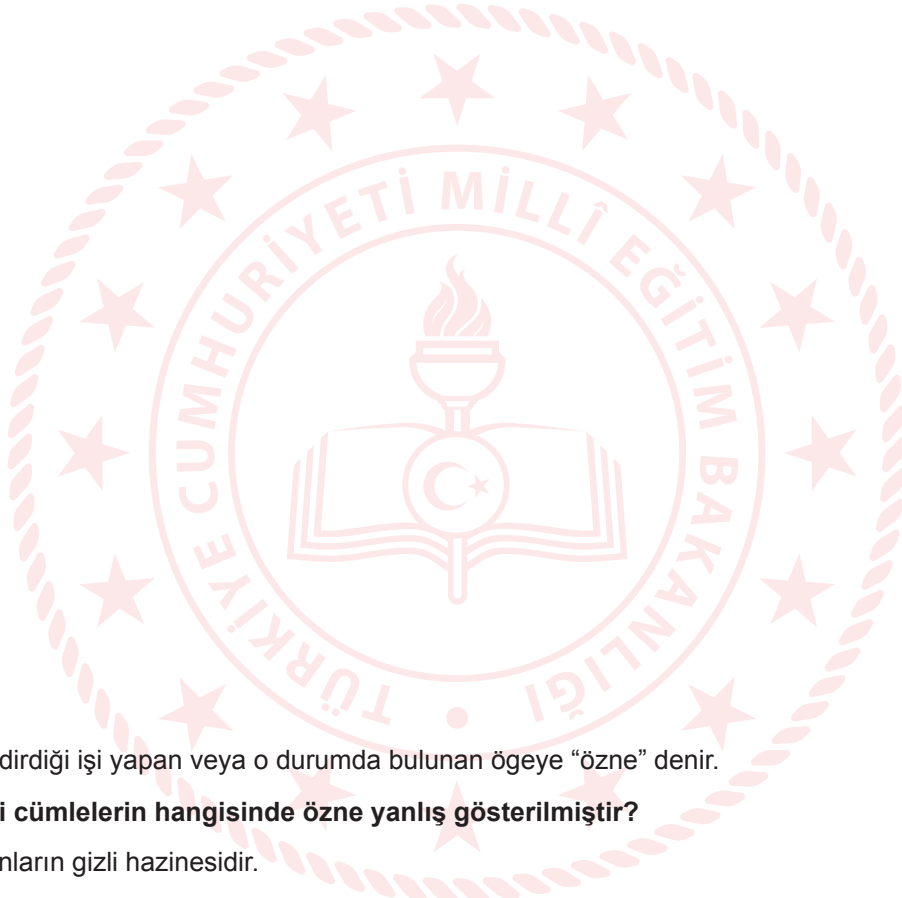 TÜRKİYE CUMHURİYETİ MİLLÎ EĞİTİM BAKANLIĞI
dirdiği işi yapan veya o durumda bulunan ögeye “özne” denir.
i cümlelerin hangisinde özne yanlış gösterilmiştir?
nların gizli hazinesidir.